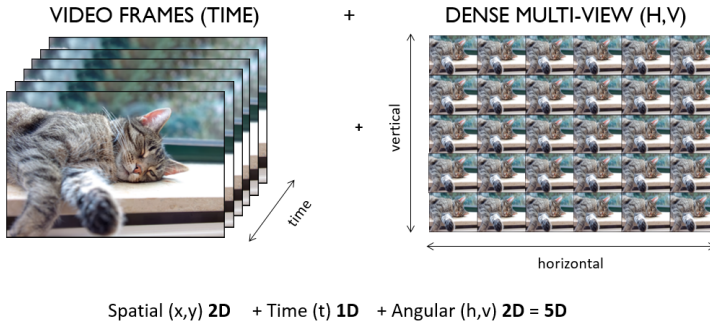 VIDEO FRAMES (TIME) + DENSE MULTI-VIEW (H,V)
+
vertical
time
horizontal
Spatial (x,y) 2D + Time (t) 1D + Angular (h,v) 2D = 5D